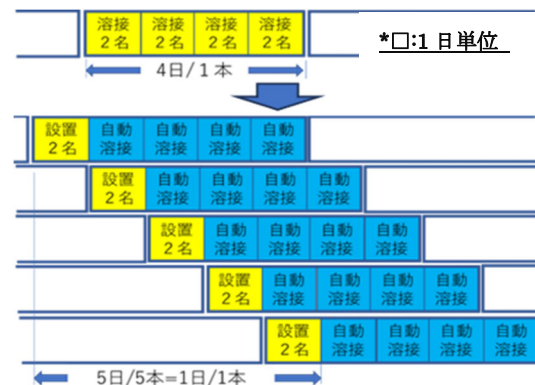 溶接 溶接 溶接 溶接
2名 2名 2名 2名
*□:1日単位
4日/1本
設置 自動 自動 自動 自動
2名 溶接 溶接 溶接 溶接
設置 自動 自動 自動 自動
2名 溶接 溶接 溶接 溶接
設置 自動 自動 自動 自動
2名 溶接 溶接 溶接 溶接
設置 自動 自動 自動 自動
2名 溶接 溶接 溶接 溶接
設置 自動 自動 自動 自動
2名 溶接 溶接 溶接 溶接
5日/5本=1日/1本